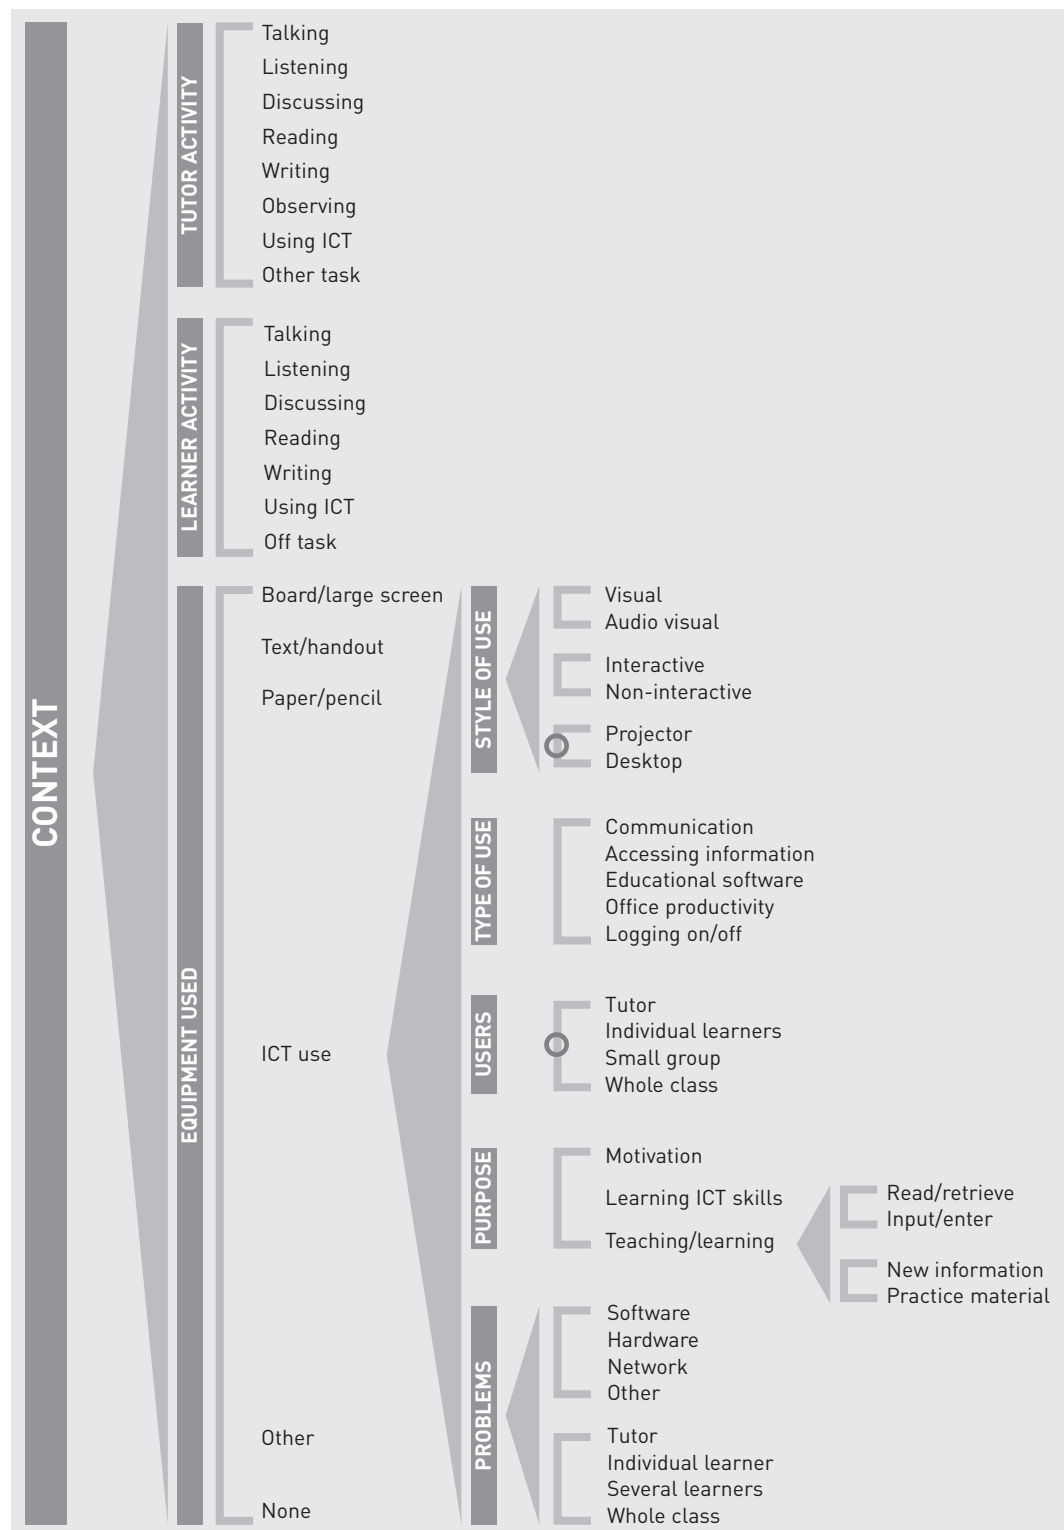 CONTEXT
TUTOR ACTIVITY
Talking
Listening
Discussing
Reading
Writing
Observing
Using ICT
Other task
LEARNER ACTIVITY
Talking
Listening
Discussing
Reading
Writing
Using ICT
Off task
EQUIPMENT USED
Board/large screen
Text/handout
Paper/pencil
ICT use
Other
None
STYLE OF USE
Visual
Audio visual
Interactive
Non-interactive
Projector
Desktop
TYPE OF USE
Communication
Accessing information
Educational software
Office productivity
Logging on/off
USERS
Tutor
Individual learners
Small group
Whole class
PURPOSE
Motivation
Learning ICT skills
Teaching/learning
Read/retrieve
Input/enter
New information
Practice material
PROBLEMS
Software
Hardware
Network
Other
Tutor
Individual learner
Several learners
Whole class